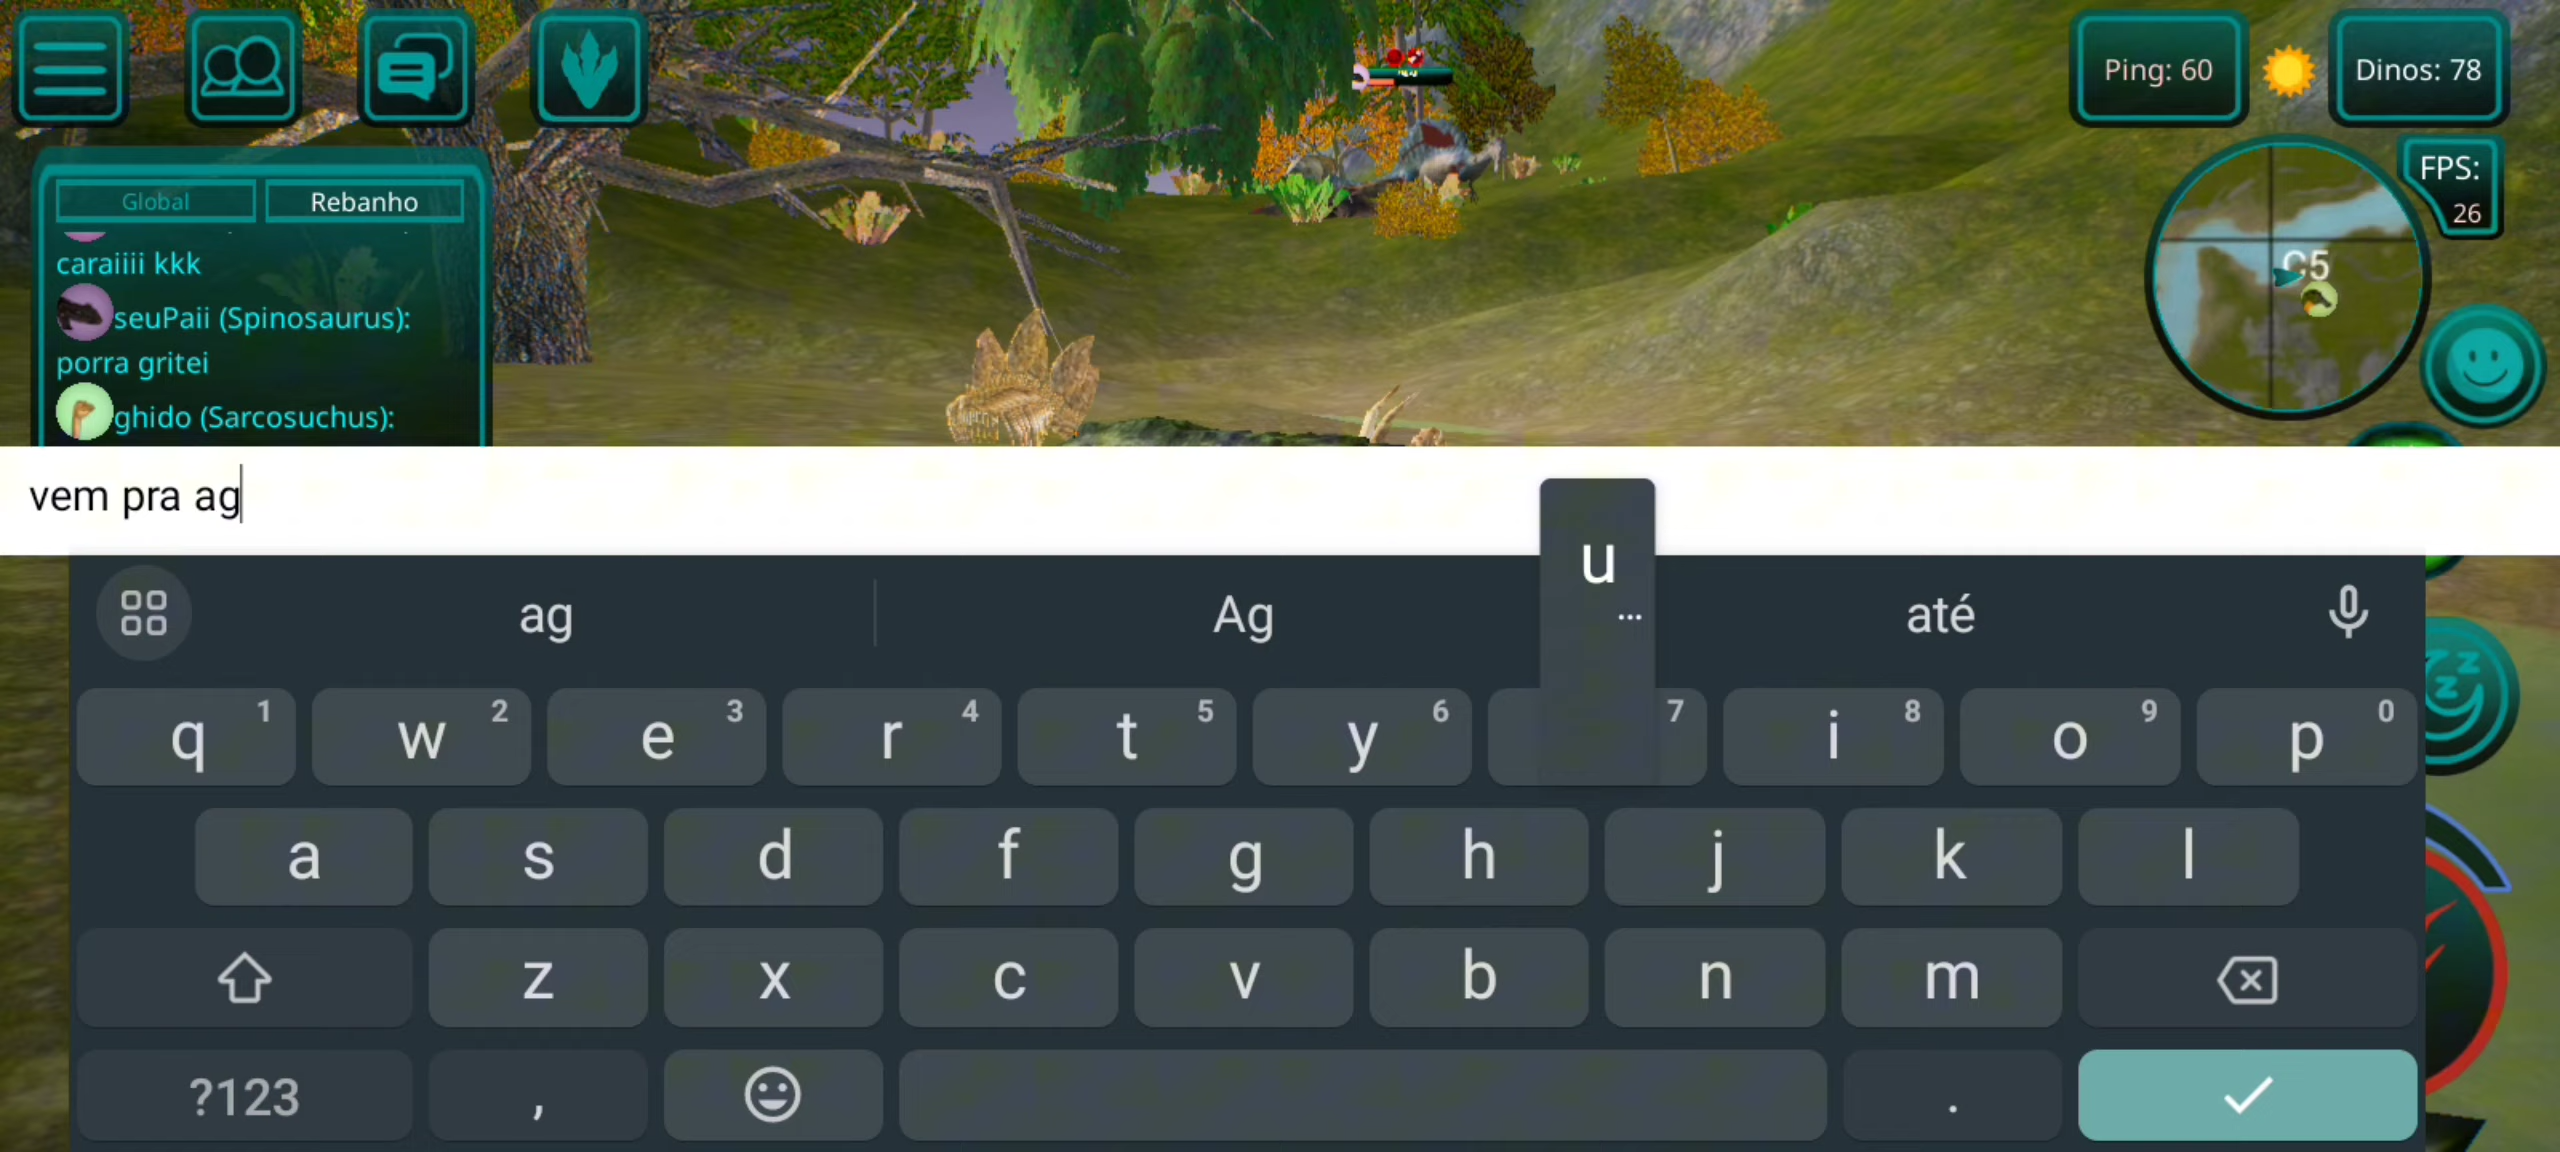 Ping: 60
Dinos: 78
FPS:
26
C5
Global
Rebanho
caraiiii kkk
seuPaii (Spinosaurus):
porra gritei
ghido (Sarcosuchus):
vem pra ag
u
...
ag
Ag
até
q 1 w 2 e 3 r 4 t 5 y 6 7 i 8 o 9 p 0
a s d f g h j k l
z x c v b n m
?123 , .
z z z